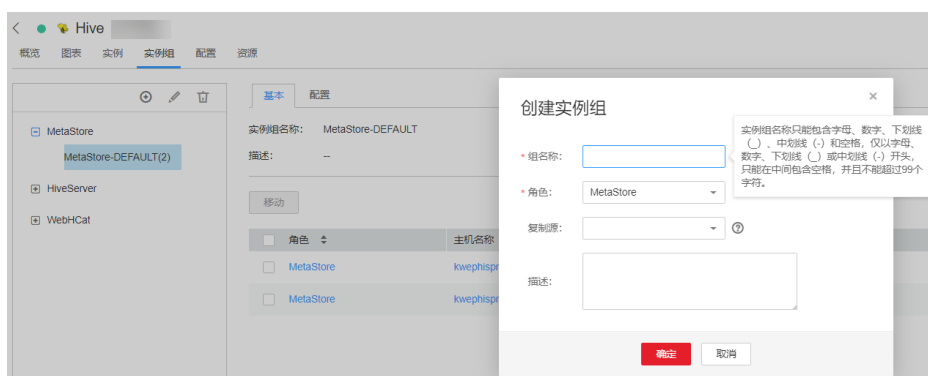 Hive
概览 图表 实例 实例组 配置 资源
MetaStore
MetaStore-DEFAULT(2)
HiveServer
WebHCat
基本 配置
实例组名称: MetaStore-DEFAULT
描述: --
移动
角色 主机名称
MetaStore kwephispr
MetaStore kwephispr
创建实例组 ×
* 组名称:
实例组名称只能包含字母、数字、下划线
(_)、中划线 (-) 和空格,仅以字母、
数字、下划线 (_) 或中划线 (-) 开头,
只能在中间包含空格,并且不能超过99个
字符。
* 角色: MetaStore
复制源:
描述:
确定 取消